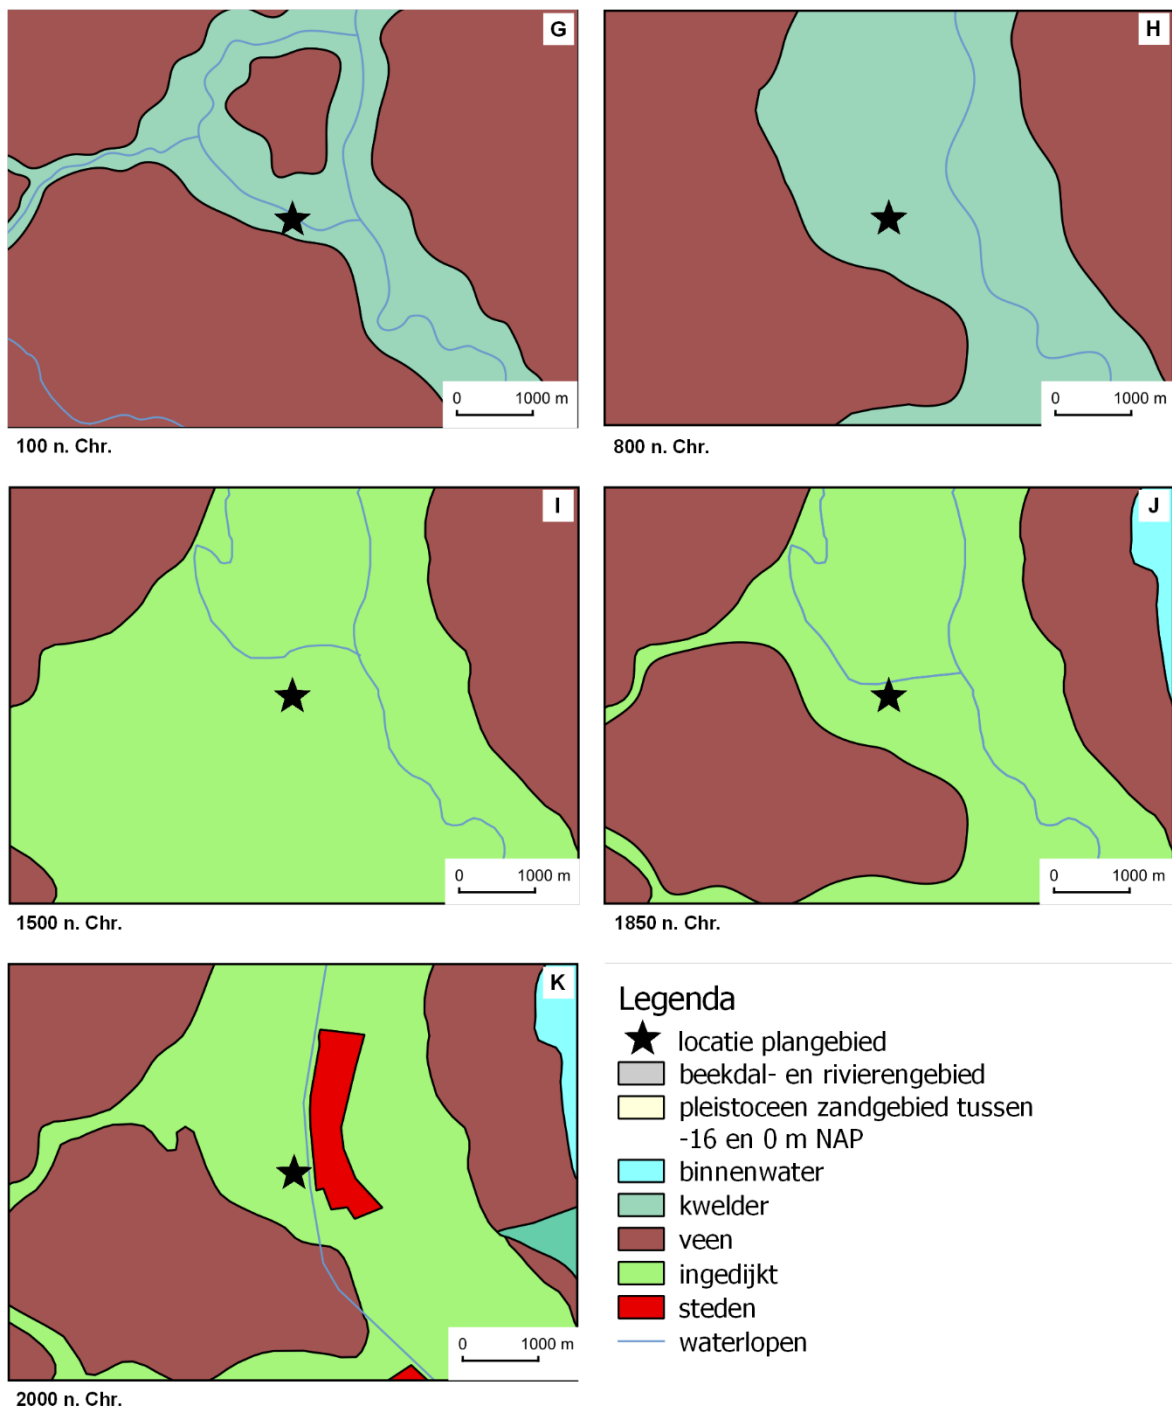 G
0 1000 m
100 n. Chr.
H
0 1000 m
800 n. Chr.
I
0 1000 m
1500 n. Chr.
J
0 1000 m
1850 n. Chr.
K
0 1000 m
2000 n. Chr.
Legenda
locatie plangebied
beekdal- en rivierengebied
pleistoceen zandgebied tussen
-16 en 0 m NAP
binnenwater
kwelder
veen
ingedijkt
steden
waterlopen